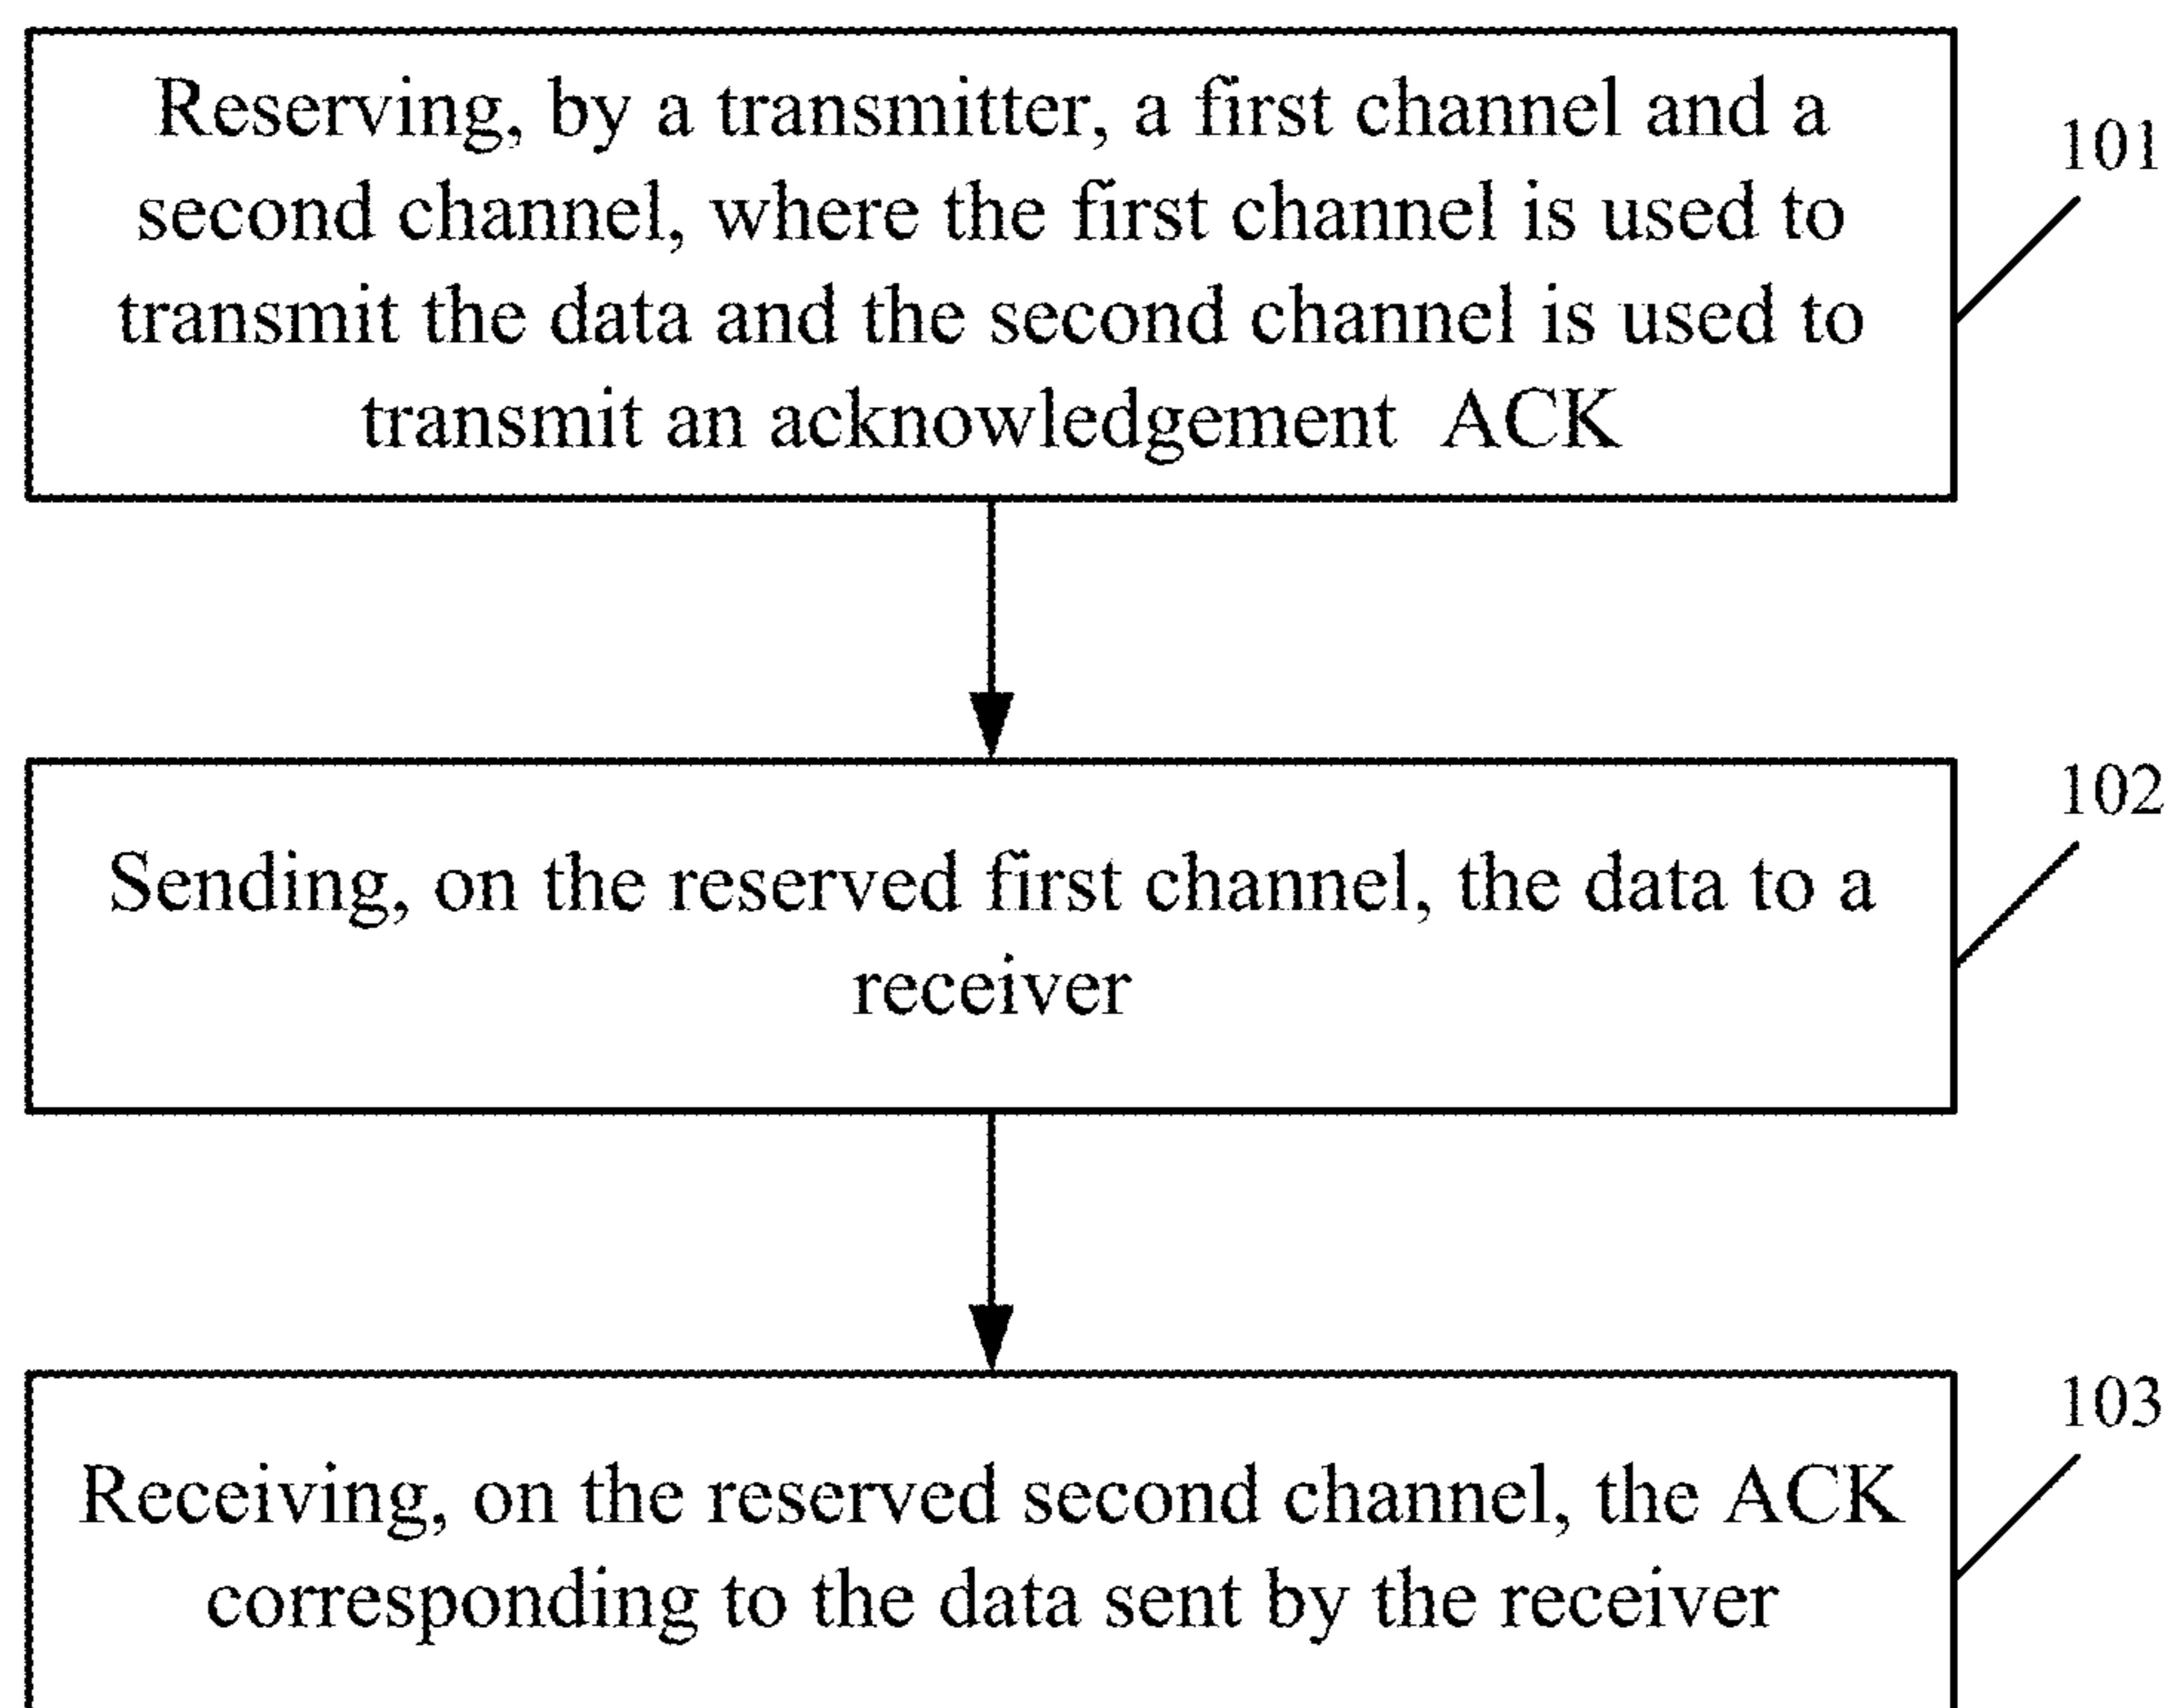 Reserving, by a transmitter, a first channel and a
second channel, where the first channel is used to
transmit the data and the second channel is used to
transmit an acknowledgement ACK
101
Sending, on the reserved first channel, the data to a
receiver
102
Receiving, on the reserved second channel, the ACK
corresponding to the data sent by the receiver
103